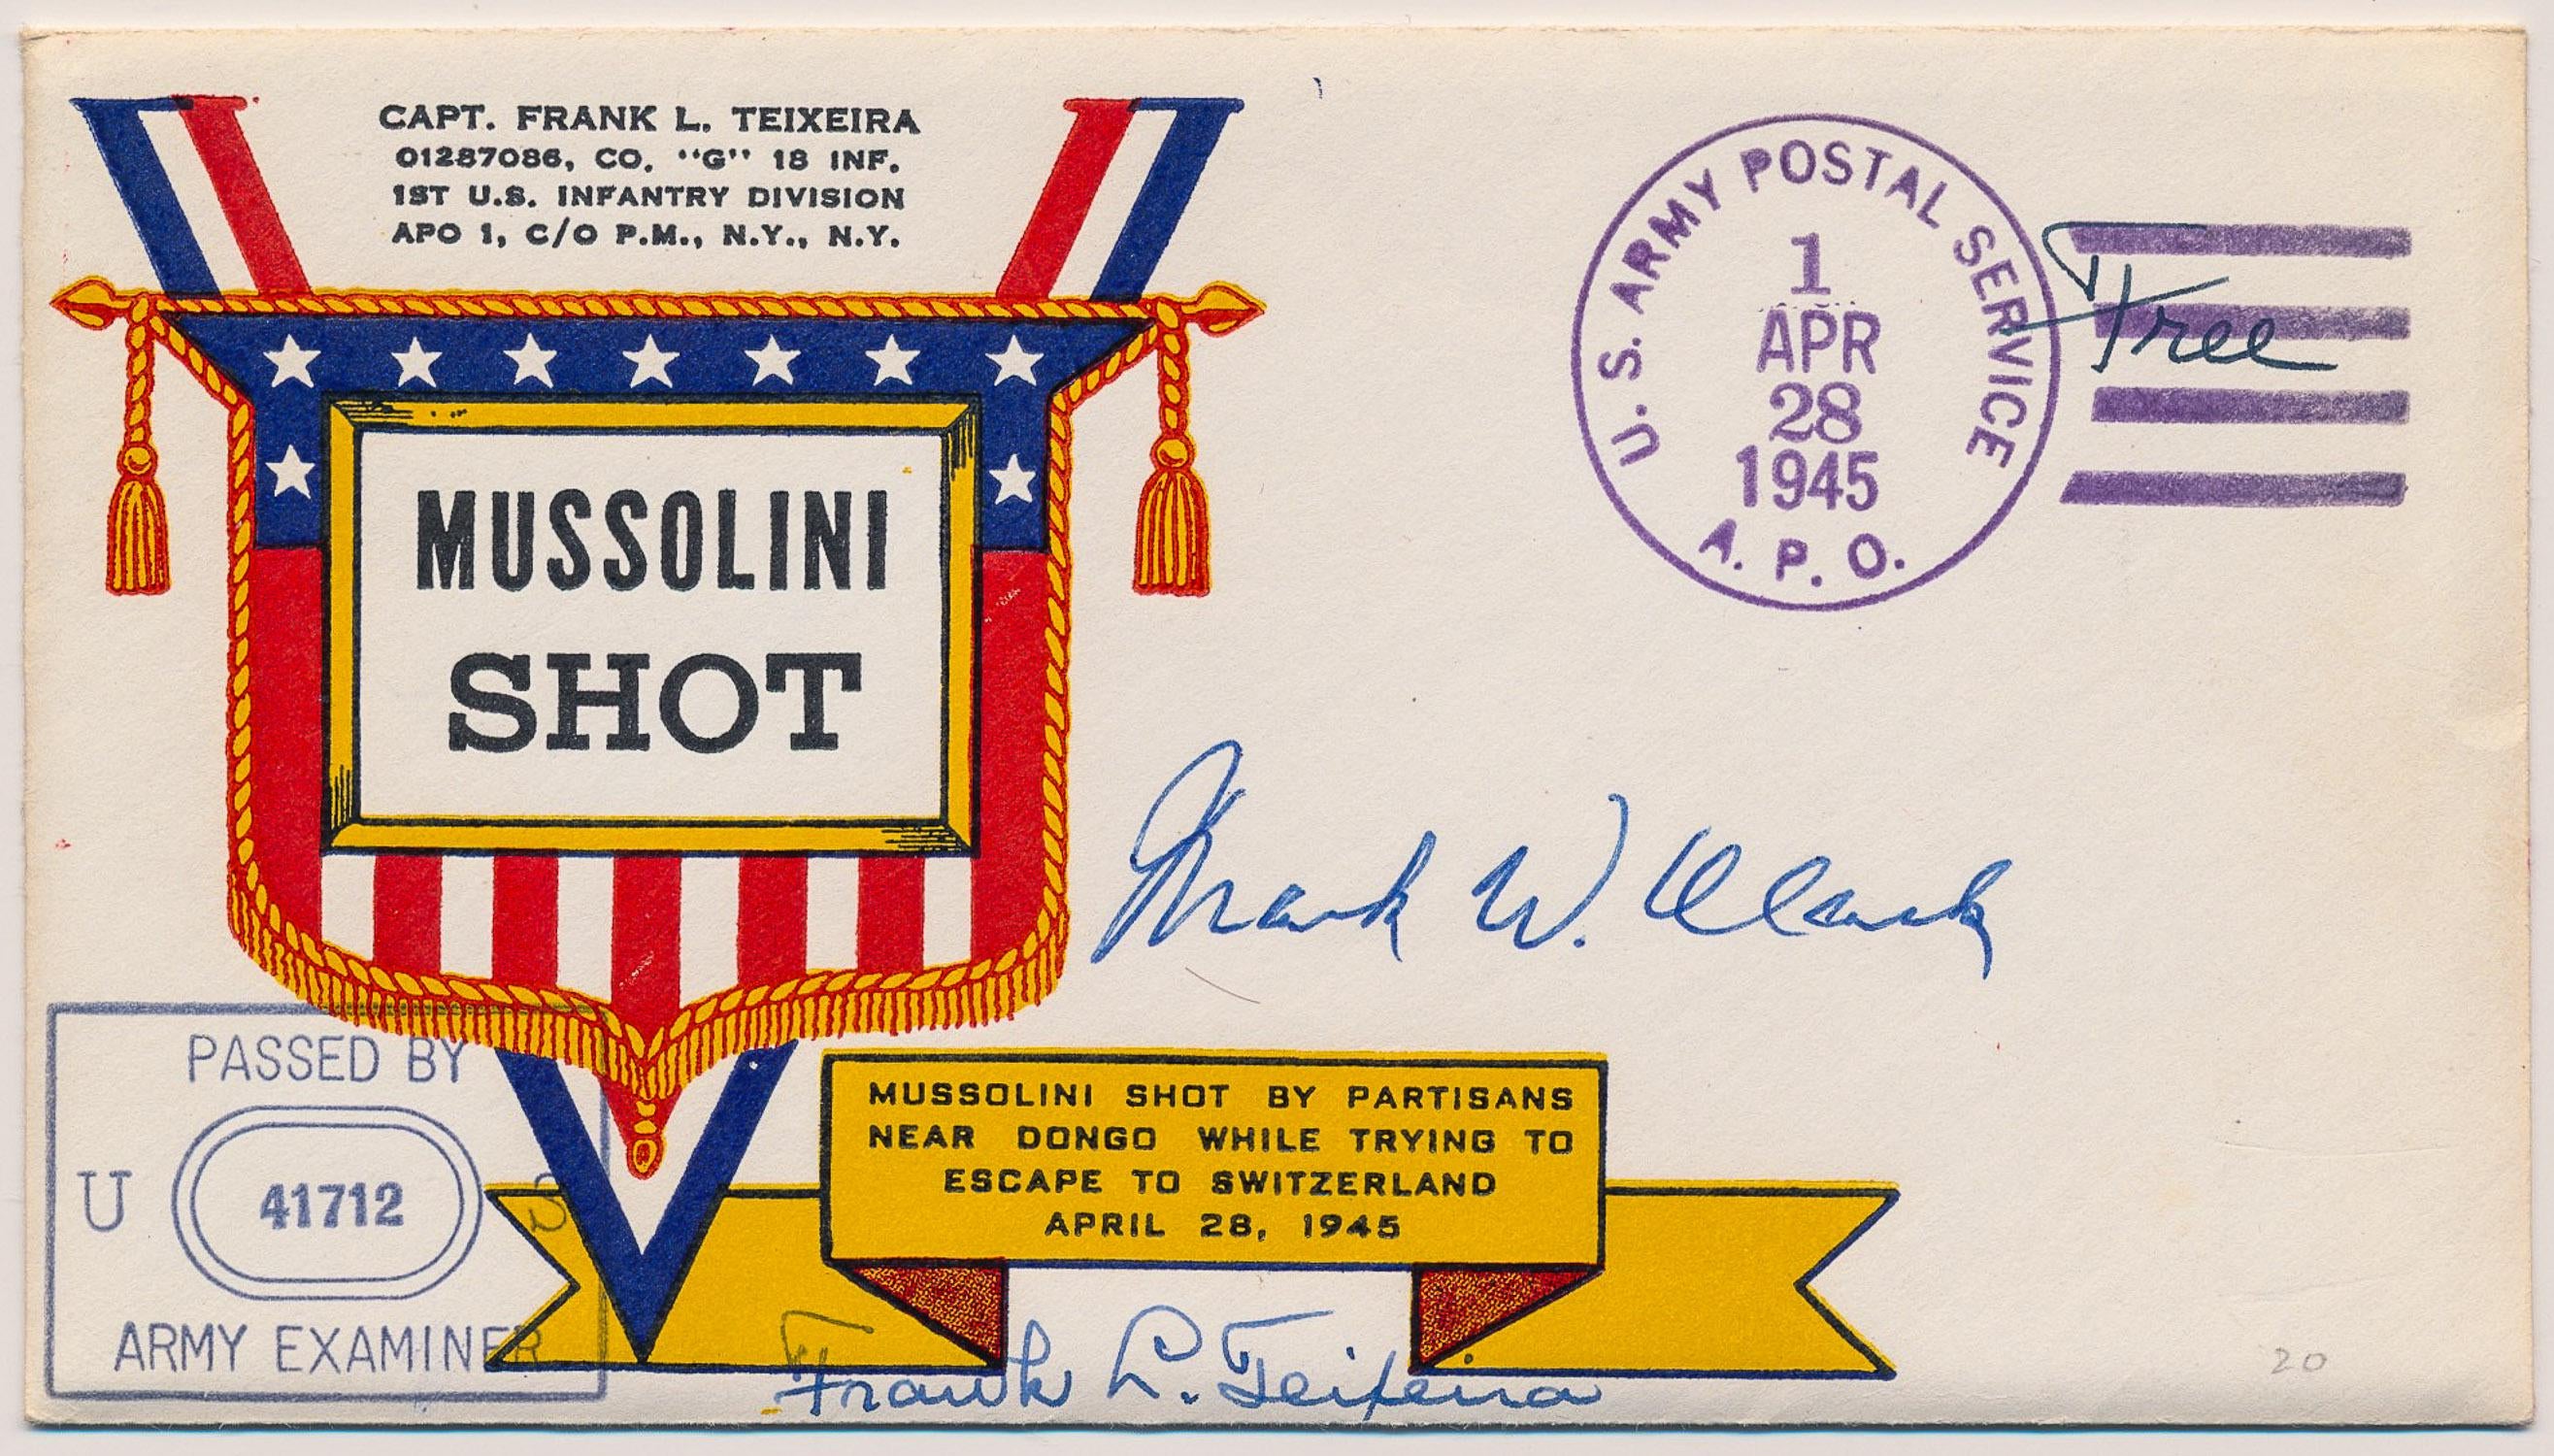 CAPT. FRANK L. TEIXEIRA
01287086, CO. "G" 18 INF.
1ST U.S. INFANTRY DIVISION
APO 1, C/O P.M., N.Y., N.Y.
U.S. ARMY POSTAL SERVICE
1
APR
28
1945
A. P. O.
Free
MUSSOLINI
SHOT
Mark W. Clark
PASSED BY
U 41712 S
ARMY EXAMINER
MUSSOLINI SHOT BY PARTISANS
NEAR DONGO WHILE TRYING TO
ESCAPE TO SWITZERLAND
APRIL 28, 1945
Frank L. Teixeira
20